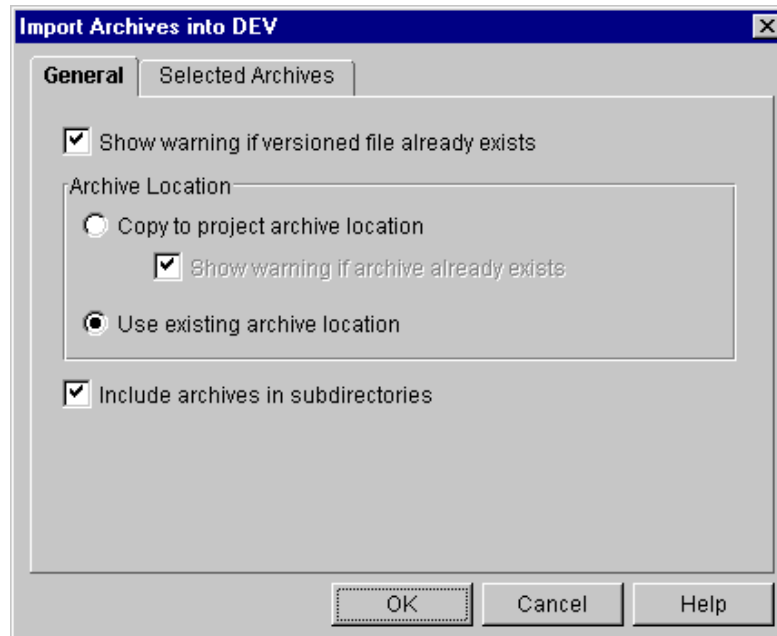 Import Archives into DEV
General
Selected Archives
Show warning if versioned file already exists
Archive Location
Copy to project archive location
Show warning if archive already exists
Use existing archive location
Include archives in subdirectories
OK
Cancel
Help